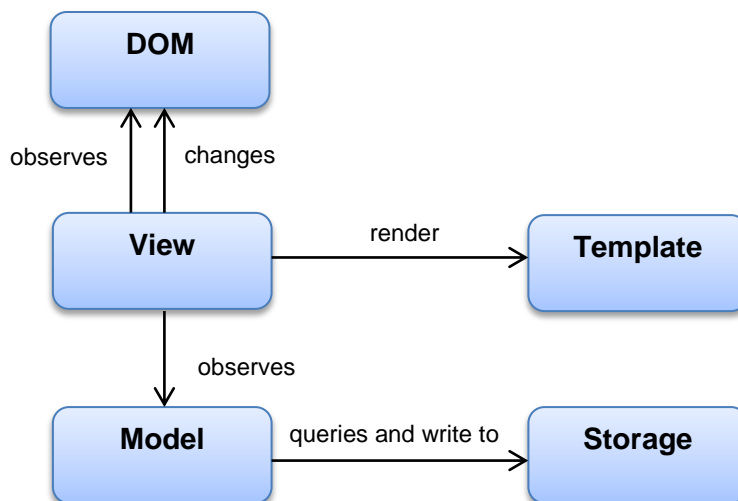 DOM
observes
changes
View
render
Template
observes
Model
queries and write to
Storage